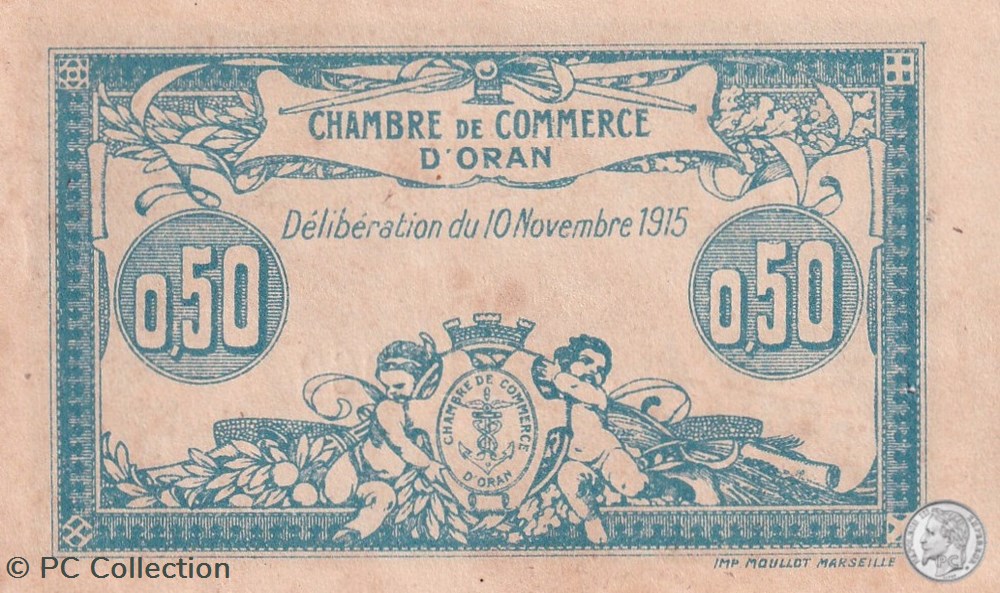 CHAMBRE DE COMMERCE
D'ORAN
Délibération du 10 Novembre 1915
0,50
0,50
CHAMBRE DE COMMERCE
D'ORAN
IMP. MOULLOT MARSEILLE
PC
© PC Collection